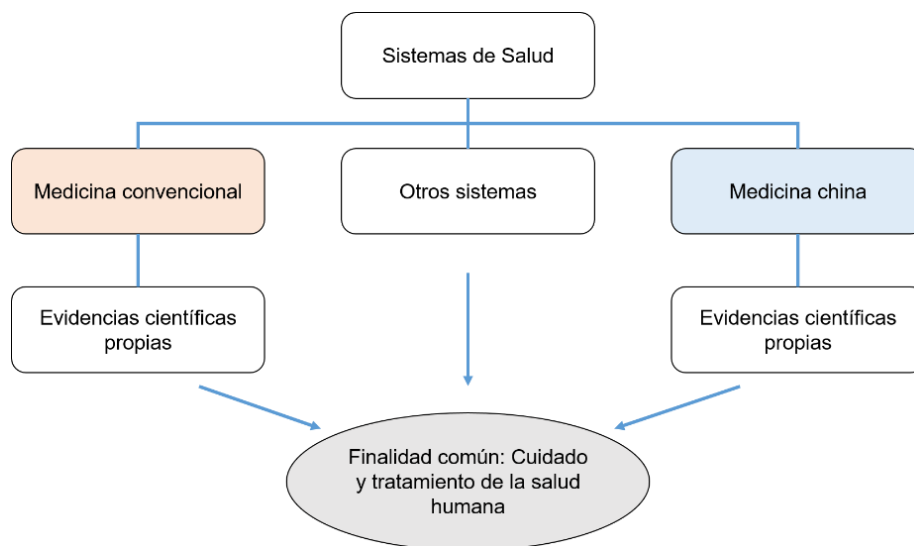 Sistemas de Salud
Medicina convencional
Otros sistemas
Medicina china
Evidencias científicas
propias
Evidencias científicas
propias
Finalidad común: Cuidado
y tratamiento de la salud
humana